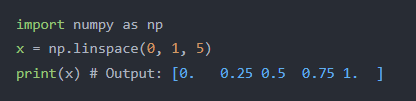 import numpy as np
x = np.linspace(0, 1, 5)
print(x) # Output: [0.   0.25 0.5  0.75 1.  ]